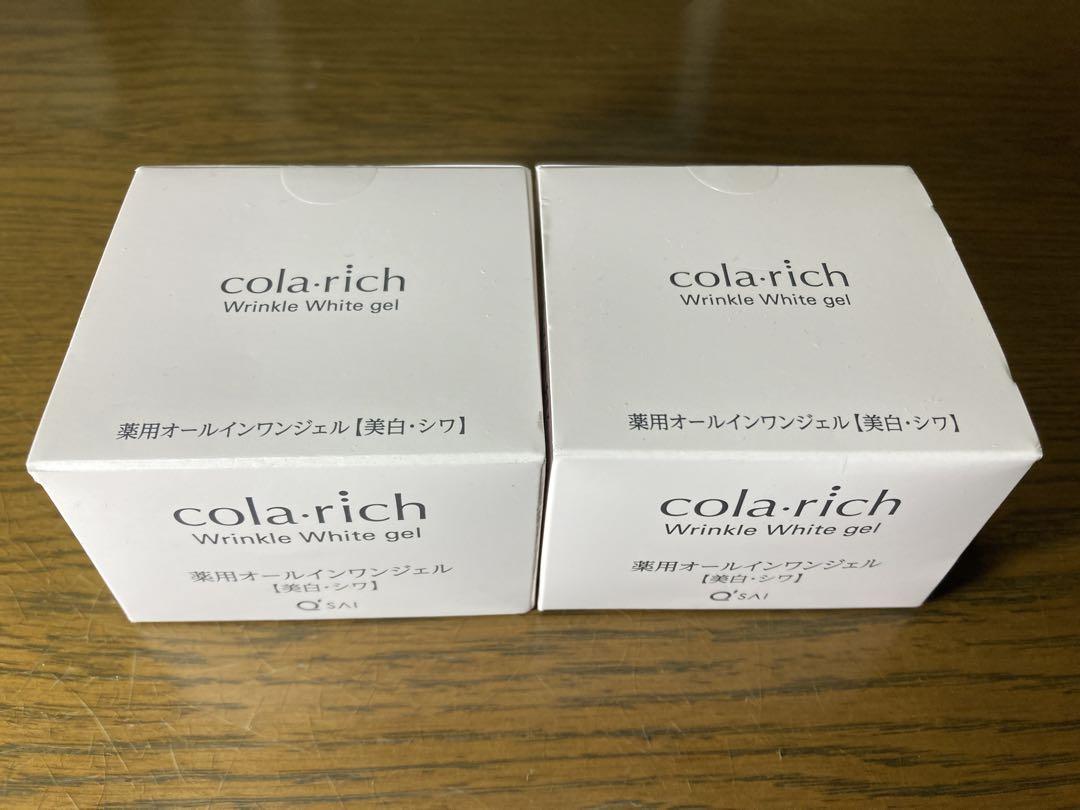 cola·rich
Wrinkle White gel
薬用オールインワンジェル【美白・シワ】
cola·rich
Wrinkle White gel
薬用オールインワンジェル
【美白・シワ】
Q'SAI
cola·rich
Wrinkle White gel
薬用オールインワンジェル【美白・シワ】
cola·rich
Wrinkle White gel
薬用オールインワンジェル
【美白・シワ】
Q'SAI